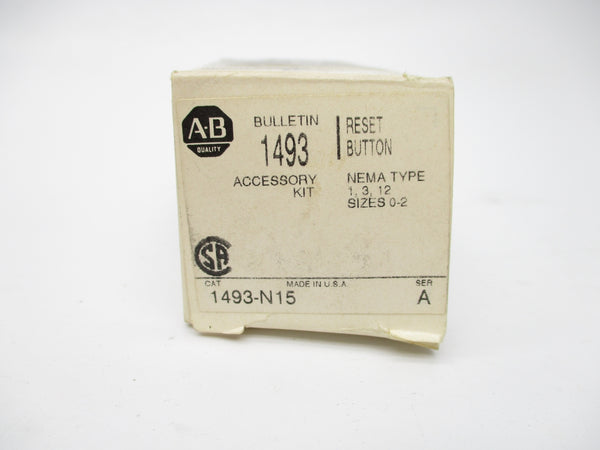 A-B
QUALITY
BULLETIN
1493
ACCESSORY
KIT
RESET
BUTTON
NEMA TYPE
1, 3, 12
SIZES 0-2
SA
CAT
MADE IN U.S.A.
SER
1493-N15
A